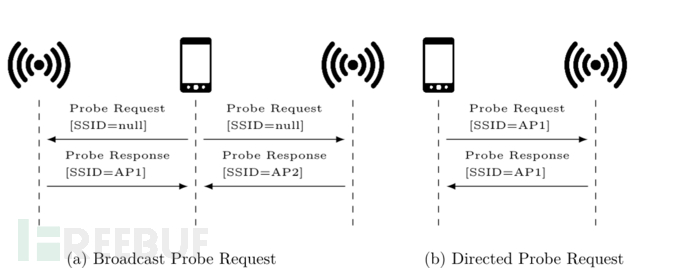 Probe Request
[SSID=null]
Probe Request
[SSID=null]
Probe Response
[SSID=AP1]
Probe Response
[SSID=AP2]
Probe Request
[SSID=AP1]
Probe Response
[SSID=AP1]
FREEBUF
(a) Broadcast Probe Request
(b) Directed Probe Request